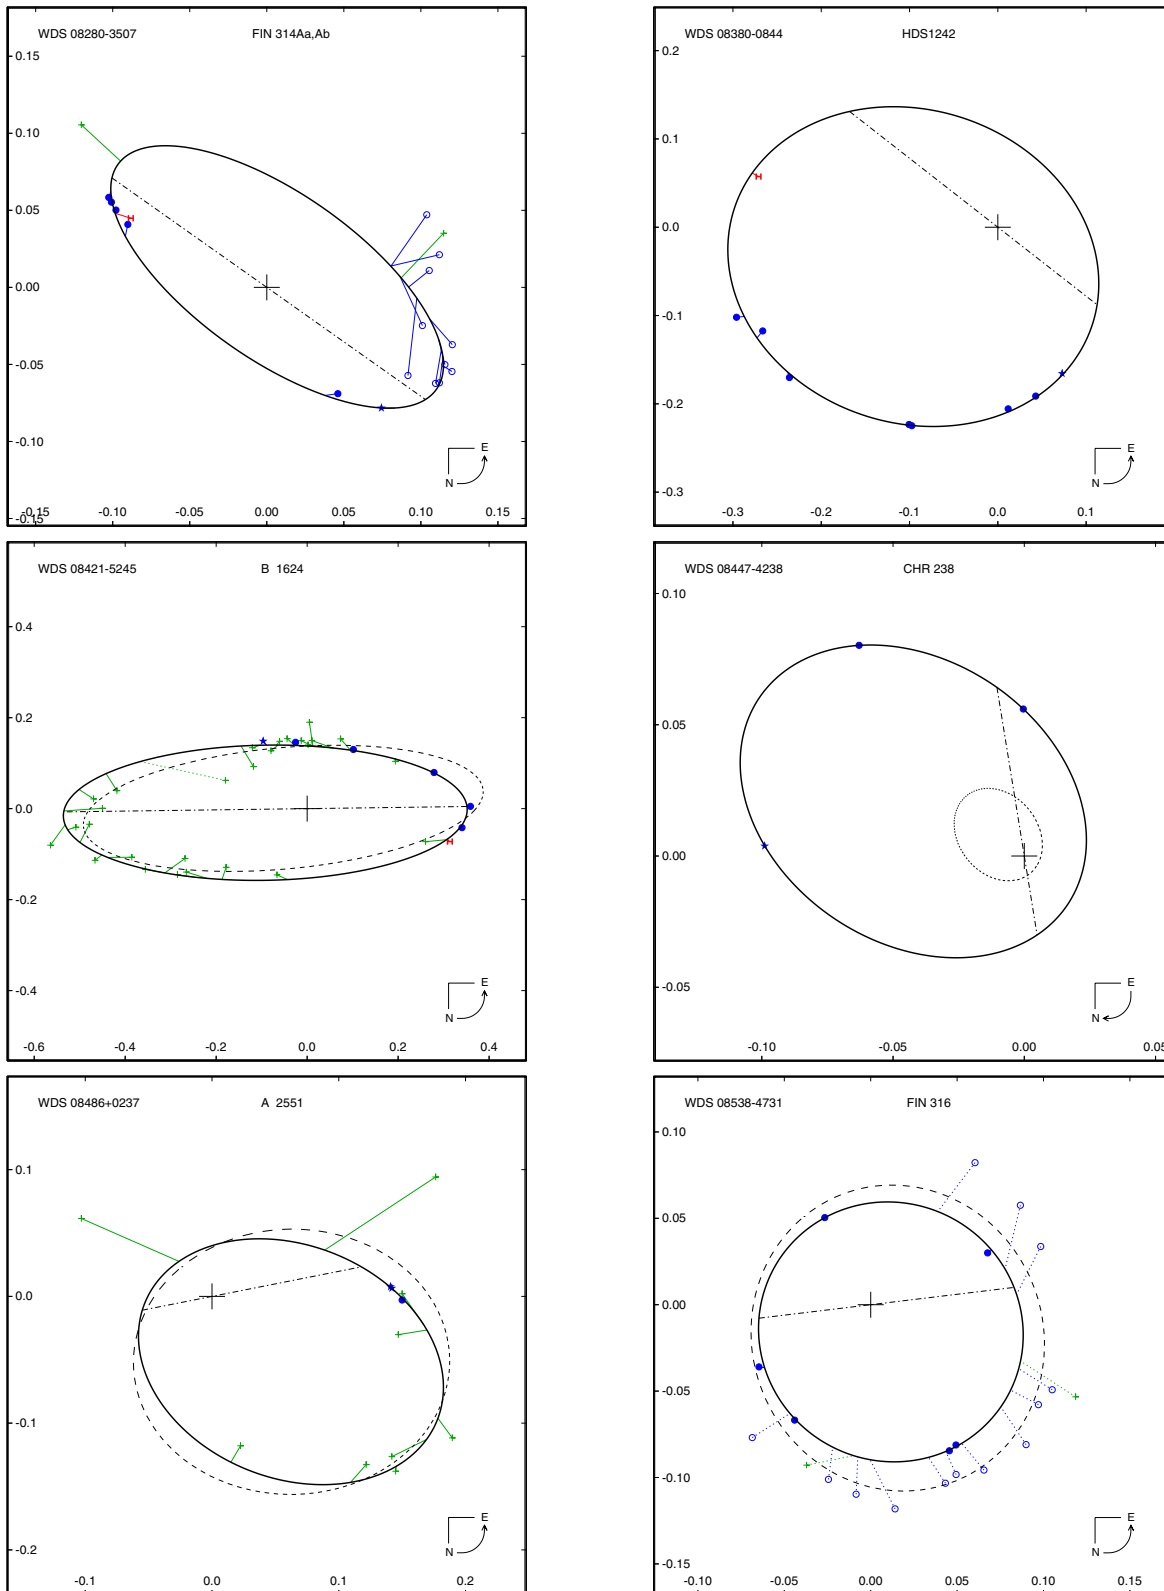 WDS 08280-3507 FIN 314Aa,Ab
0.15
0.10
0.05
0.00
-0.05
-0.10
-0.15
E
N
-0.15 -0.10 -0.05 0.00 0.05 0.10 0.15
WDS 08380-0844 HDS1242
0.2
0.1
0.0
-0.1
-0.2
-0.3
E
N
-0.3 -0.2 -0.1 0.0 0.1
WDS 08421-5245 B 1624
0.4
0.2
0.0
-0.2
-0.4
E
N
-0.6 -0.4 -0.2 0.0 0.2 0.4
WDS 08447-4238 CHR 238
0.10
0.05
0.00
-0.05
E
N
-0.10 -0.05 0.00 0.05
WDS 08486+0237 A 2551
0.1
0.0
-0.1
-0.2
E
N
-0.1 0.0 0.1 0.2
WDS 08538-4731 FIN 316
0.10
0.05
0.00
-0.05
-0.10
-0.15
E
N
-0.10 -0.05 0.00 0.05 0.10 0.15